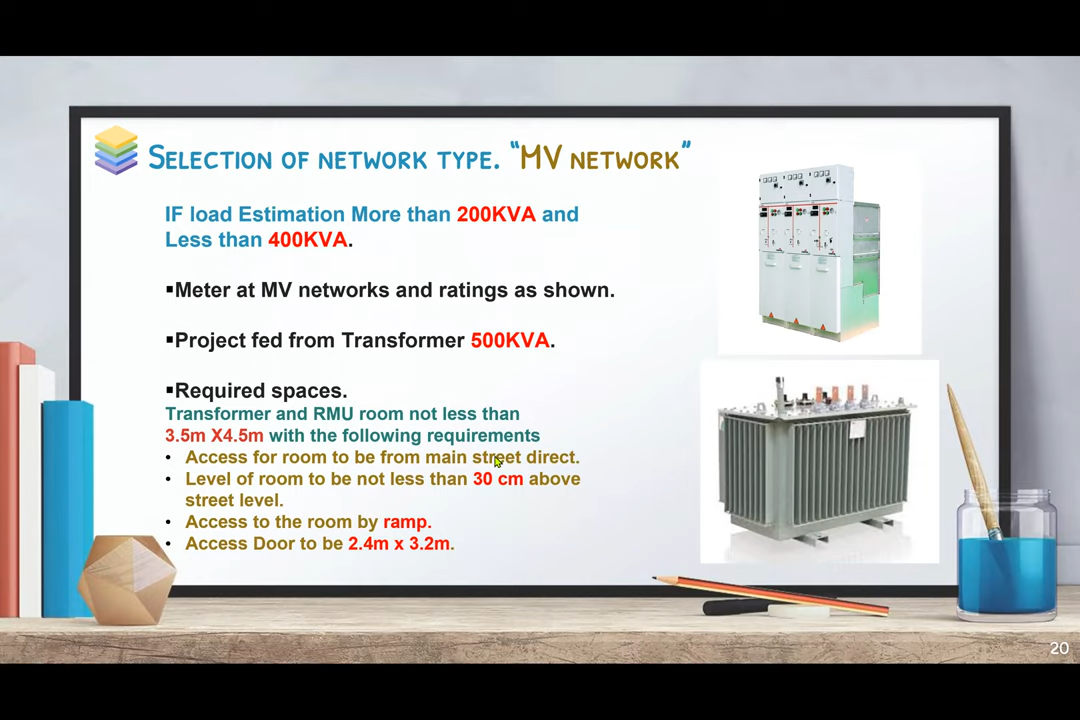 SELECTION OF NETWORK TYPE. "MV NETWORK"
IF load Estimation More than 200KVA and
Less than 400KVA.
▪Meter at MV networks and ratings as shown.
▪Project fed from Transformer 500KVA.
▪Required spaces.
Transformer and RMU room not less than
3.5m X4.5m with the following requirements
• Access for room to be from main street direct.
• Level of room to be not less than 30 cm above
street level.
• Access to the room by ramp.
• Access Door to be 2.4m x 3.2m.
20